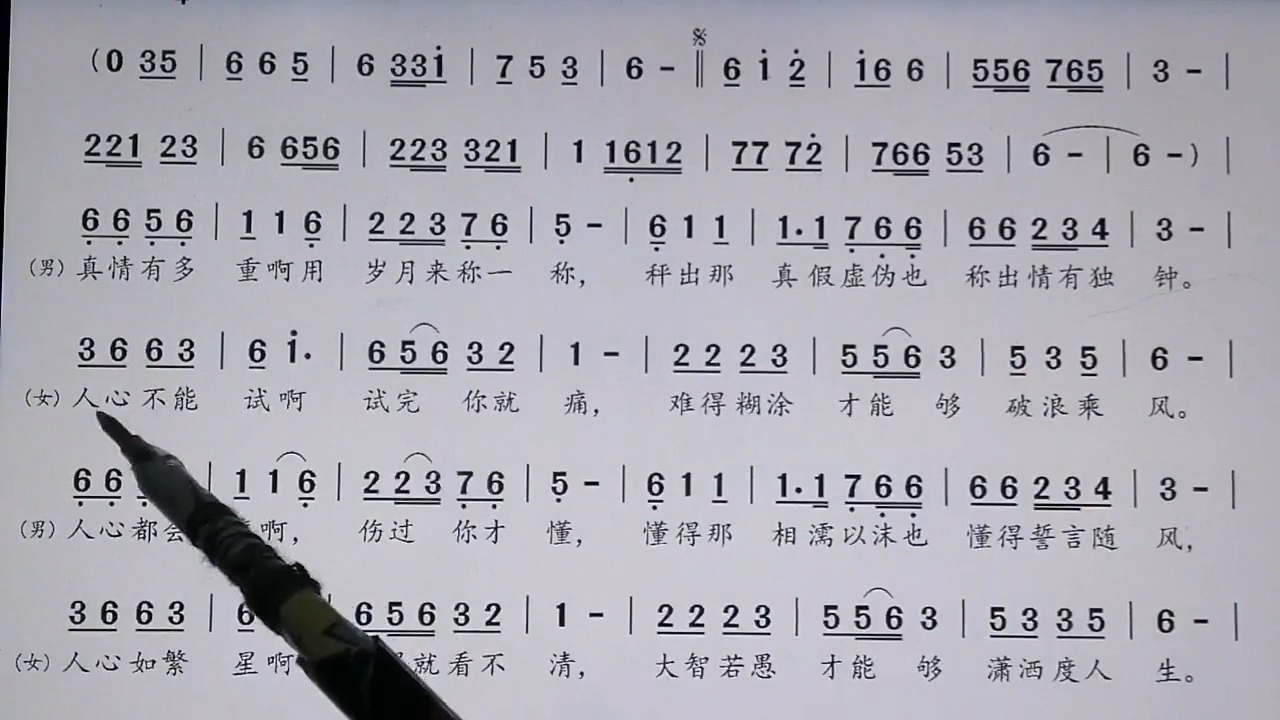 (0 35 | 6 6 5 | 6 33i̇ | 7 5 3 | 6 - ‖ 6 i̇ 2̇ | i̇6 6 | 556 765 | 3 - |
221 23 | 6 656 | 223 321 | 1 16̣12 | 77 72̇ | 766 53 | 6 - | 6 -) |
6̣ 6̣ 5̣ 6̣ | 1 1 6̣ | 2 2 3 7̣ 6̣ | 5̣ - | 6̣ 1 1 | 1· 1 7̣ 6̣ 6̣ | 6 6 2 3 4 | 3 - |
(男) 真情有多 重啊用 岁月来称一 称, 秤出那 真假虚伪也 称出情有独 钟。
3 6 6 3 | 6 i̇· | 6 5 6 3 2 | 1 - | 2 2 2 3 | 5 5 6 3 | 5 3 5 | 6 - |
(女) 人心不能 试啊 试完 你就 痛, 难得糊涂 才能 够 破浪乘 风。
6̣ 6̣ | 1 1 6̣ | 2 2 3 7̣ 6̣ | 5̣ - | 6̣ 1 1 | 1· 1 7̣ 6̣ 6̣ | 6 6 2 3 4 | 3 - |
(男) 人心都会 啊, 伤过 你才 懂, 懂得那 相濡以沫也 懂得誓言随 风,
3 6 6 3 | 6 | 6 5 6 3 2 | 1 - | 2 2 2 3 | 5 5 6 3 | 5 3 3 5 | 6 - |
(女) 人心如繁 星啊 就看不 清, 大智若愚 才能 够 潇洒度人 生。